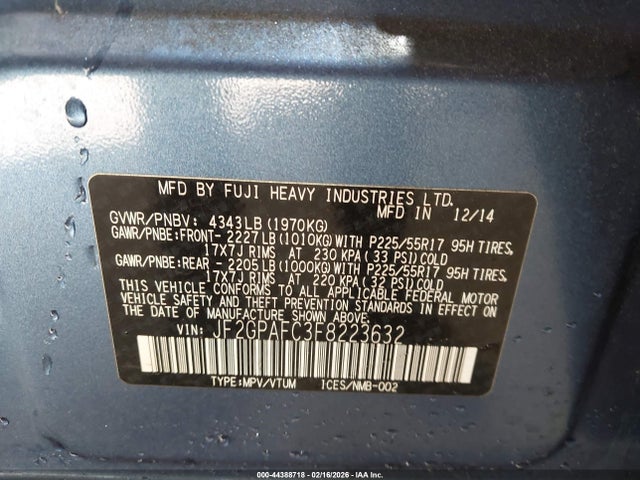 MFD BY FUJI HEAVY INDUSTRIES LTD.
MFD IN 12/14
GVWR/PNBV: 4343LB(1970KG)
GAWR/PNBE:FRONT- 2227LB(1010KG)WITH P225/55R17 95H TIRES,
17X7J RIMS AT 230 KPA(33 PSI)COLD
GAWR/PNBE:REAR - 2205LB(1000KG)WITH P225/55R17 95H TIRES,
17X7J RIMS AT 220 KPA(32 PSI)COLD
THIS VEHICLE CONFORMS TO ALL APPLICABLE FEDERAL MOTOR
VEHICLE SAFETY AND THEFT PREVENTION STANDARDS IN EFFECT ON
THE DATE OF MANUFACTURE SHOWN ABOVE.
VIN: JF2GPAFC3F8223632
TYPE:MPV/VTUM ICES/NMB-002
000-44388718 - 02/16/2026 - IAA Inc.